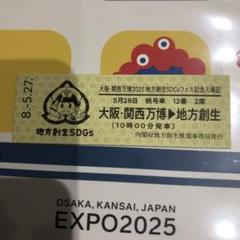 8.-5.27.
地方創生SDGs
大阪・関西万博2025 地方創生SDGsフェス記念入場証
5月28日 桃号車 12番 2席
大阪・関西万博▶地方創生
(10時00分発車)
内閣府地方創生推進事務局発行
OSAKA, KANSAI, JAPAN
EXPO2025